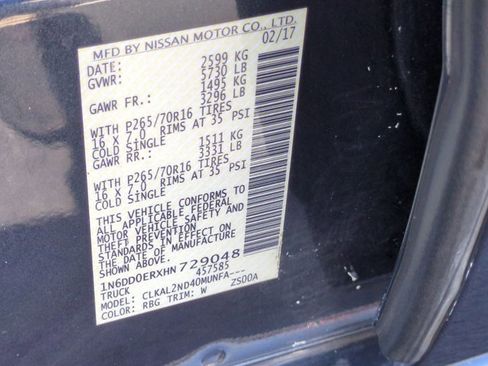 MFD BY NISSAN MOTOR CO., LTD.
DATE: 02/17
GVWR: 2599 KG
5730 LB
GAWR FR.: 1495 KG
3296 LB
WITH P265/70R16 TIRES
16 X 7.0 RIMS AT 35 PSI
COLD SINGLE
GAWR RR.: 1511 KG
3331 LB
WITH P265/70R16 TIRES
16 X 7.0 RIMS AT 35 PSI
COLD SINGLE
THIS VEHICLE CONFORMS TO
ALL APPLICABLE FEDERAL
MOTOR VEHICLE SAFETY AND
THEFT PREVENTION
STANDARDS IN EFFECT ON
THE DATE OF MANUFACTURE
1N6DD0ERXHN 729048
TRUCK 457585
MODEL: CLKAL2ND40MUNFA---
COLOR: RBG TRIM: W ZS00A